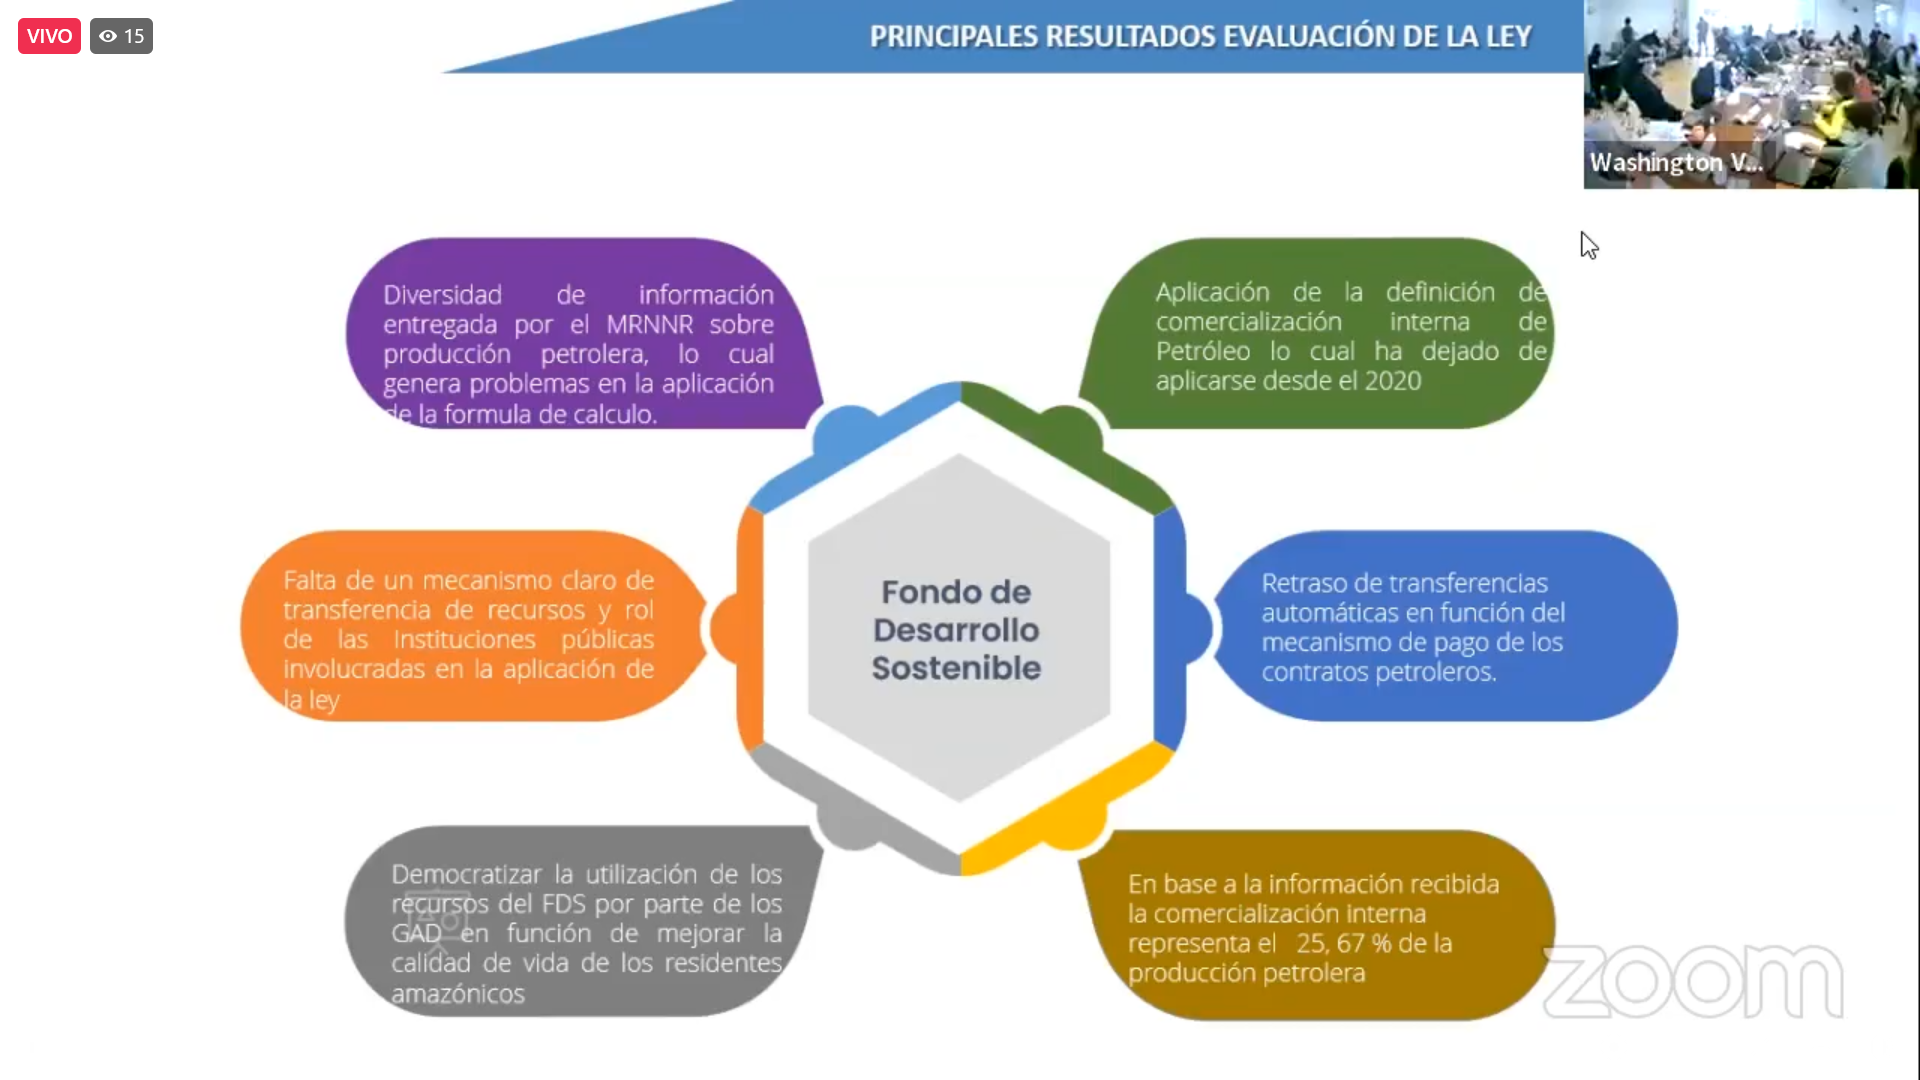 VIVO
15
PRINCIPALES RESULTADOS EVALUACIÓN DE LA LEY
Washington V...
Diversidad de información
entregada por el MRNNR sobre
producción petrolera, lo cual
genera problemas en la aplicación
de la formula de calculo.
Aplicación de la definición de
comercialización interna de
Petróleo lo cual ha dejado de
aplicarse desde el 2020
Falta de un mecanismo claro de
transferencia de recursos y rol
de las Instituciones públicas
involucradas en la aplicación de
la ley
Fondo de
Desarrollo
Sostenible
Retraso de transferencias
automáticas en función del
mecanismo de pago de los
contratos petroleros.
Democratizar la utilización de los
recursos del FDS por parte de los
GAD en función de mejorar la
calidad de vida de los residentes
amazónicos
En base a la información recibida
la comercialización interna
representa el 25, 67 % de la
producción petrolera
zoom